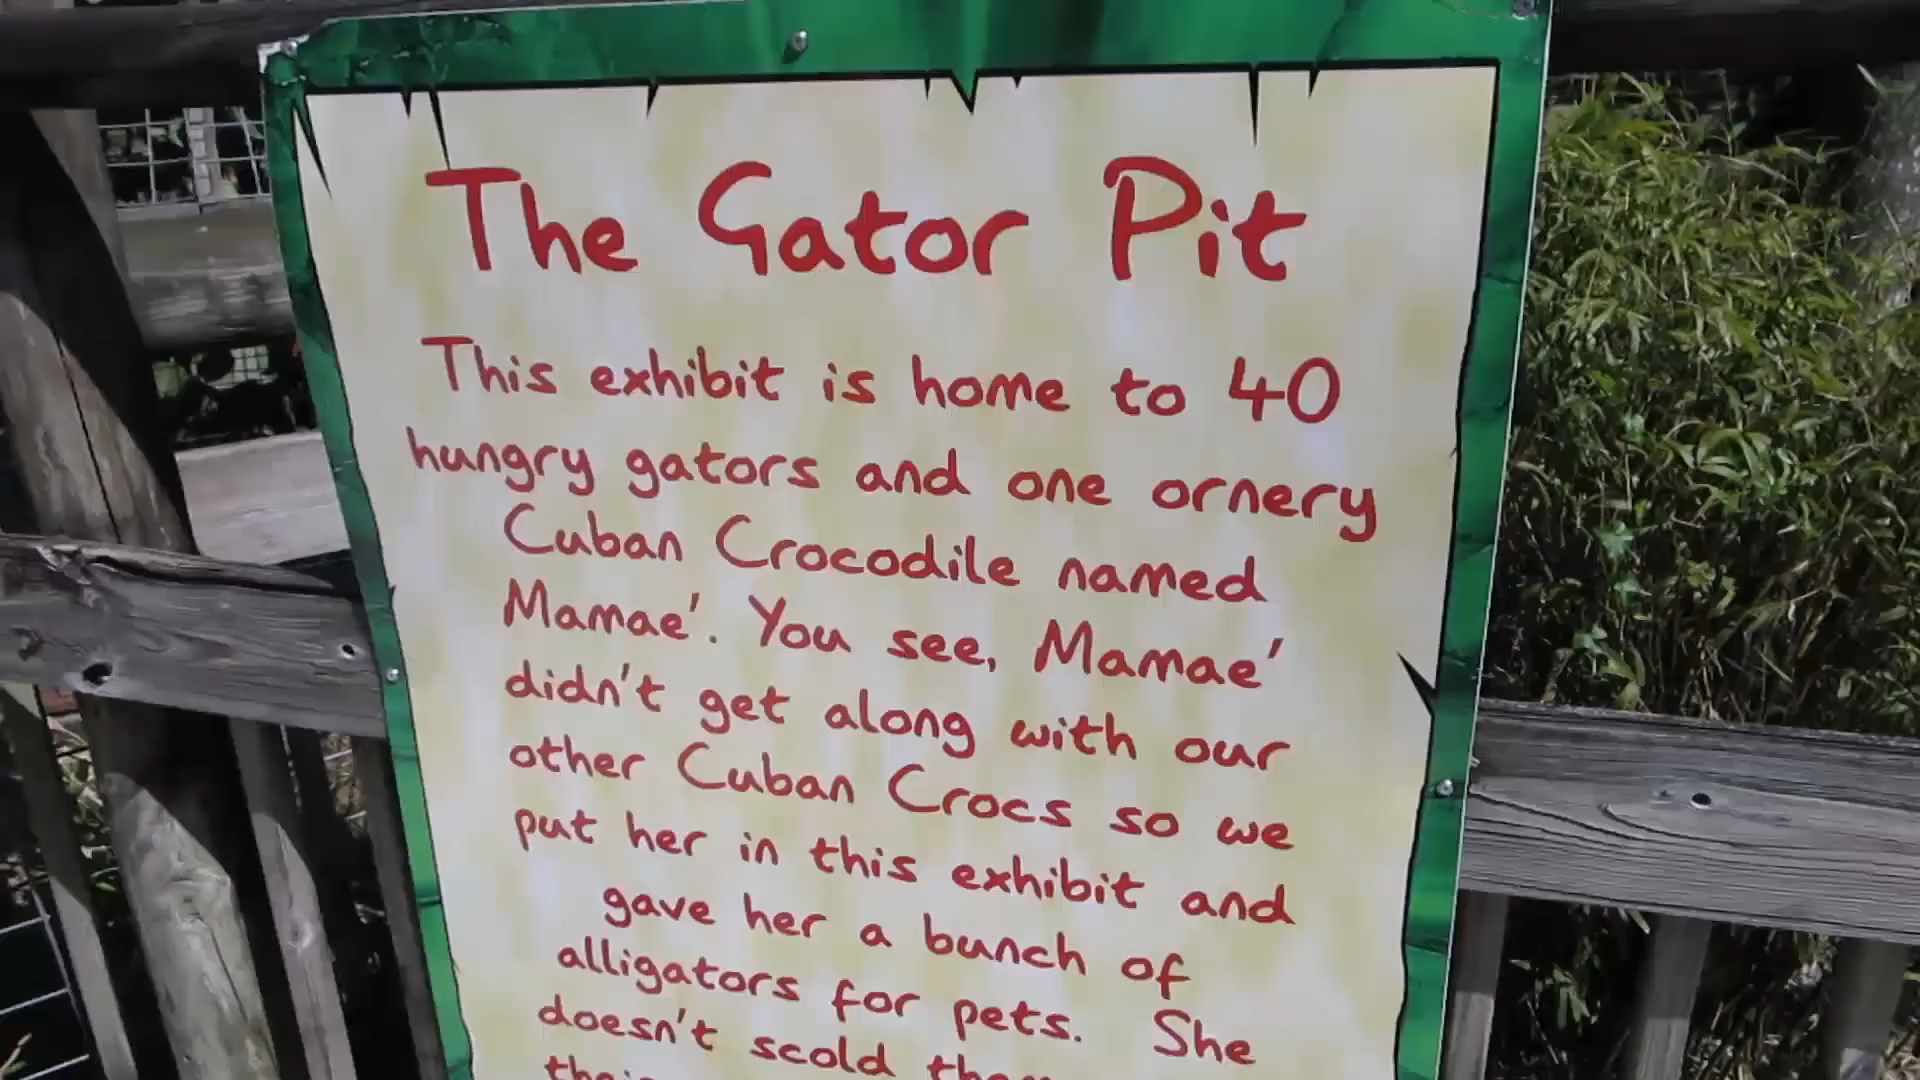 The Gator Pit
This exhibit is home to 40
hungry gators and one ornery
Cuban Crocodile named
Mamae'. You see, Mamae'
didn't get along with our
other Cuban Crocs so we
put her in this exhibit and
gave her a bunch of
alligators for pets. She
doesn't scold